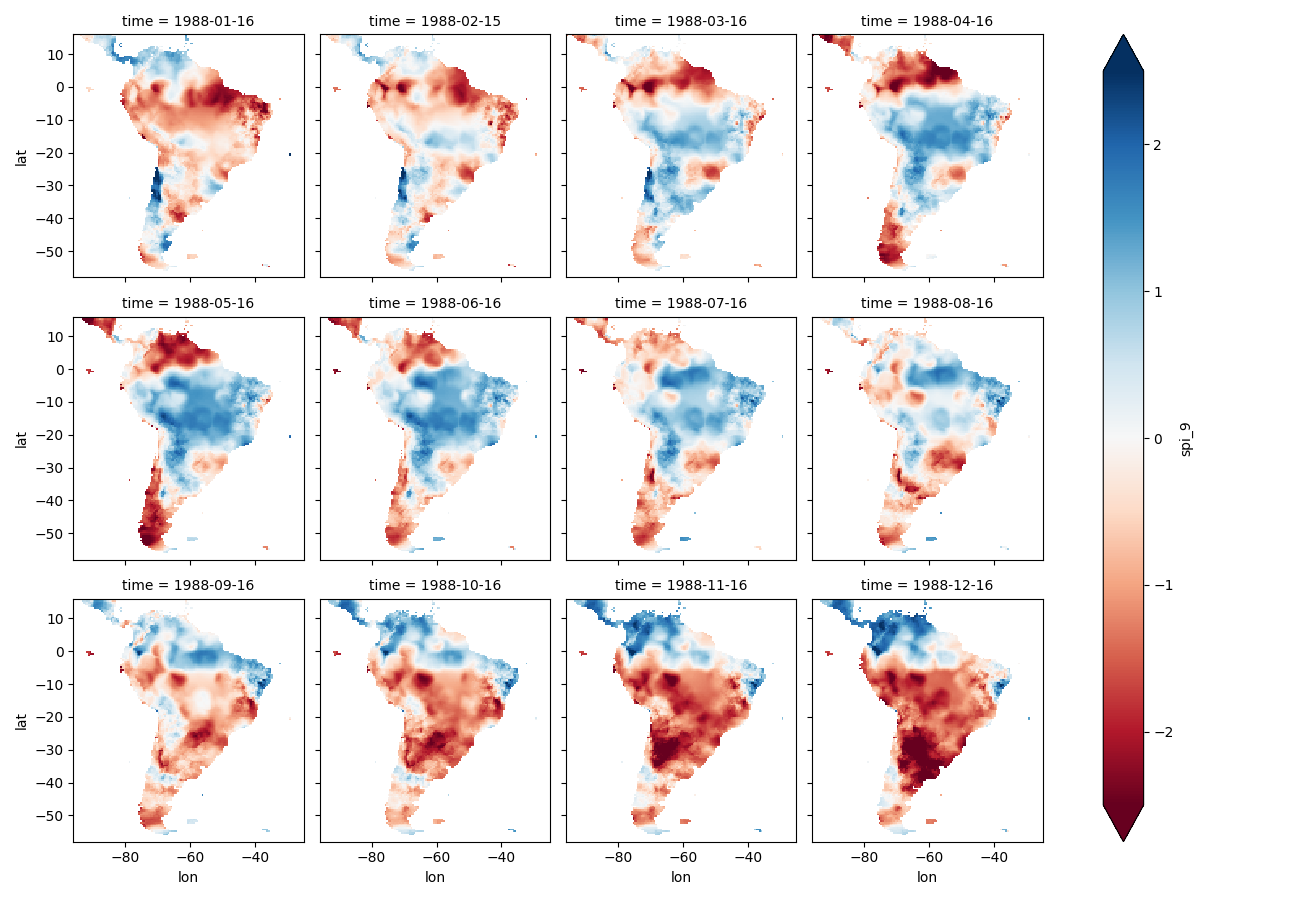 time = 1988-01-16
time = 1988-02-15
time = 1988-03-16
time = 1988-04-16
10
0
−10
−20
−30
−40
−50
lat
time = 1988-05-16
time = 1988-06-16
time = 1988-07-16
time = 1988-08-16
10
0
−10
−20
−30
−40
−50
lat
time = 1988-09-16
time = 1988-10-16
time = 1988-11-16
time = 1988-12-16
10
0
−10
−20
−30
−40
−50
lat
−80
−60
−40
lon
−80
−60
−40
lon
−80
−60
−40
lon
−80
−60
−40
lon
2
1
0
−1
−2
spi_9